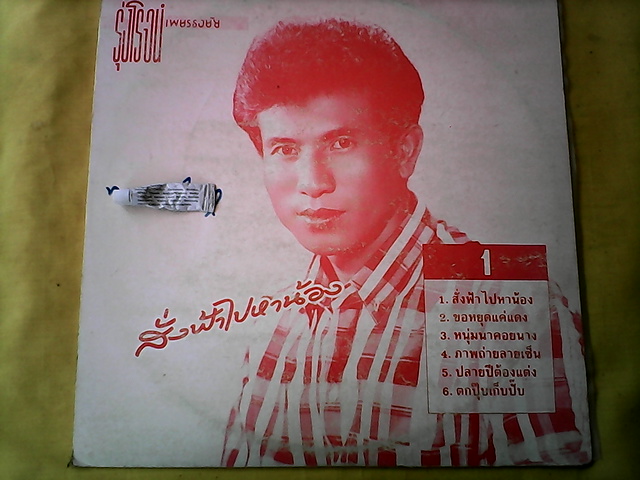 รุ่งโรจน์
เพชรธงชัย
สั่งฟ้าไปหาน้อง
1
1. สั่งฟ้าไปหาน้อง
2. ขอหยุดแค่แดง
3. หนุ่มนาคอยนาง
4. ภาพถ่ายลายเซ็น
5. ปลายปีต้องแต่ง
6. ตกปุ๊บเก็บปั๊บ